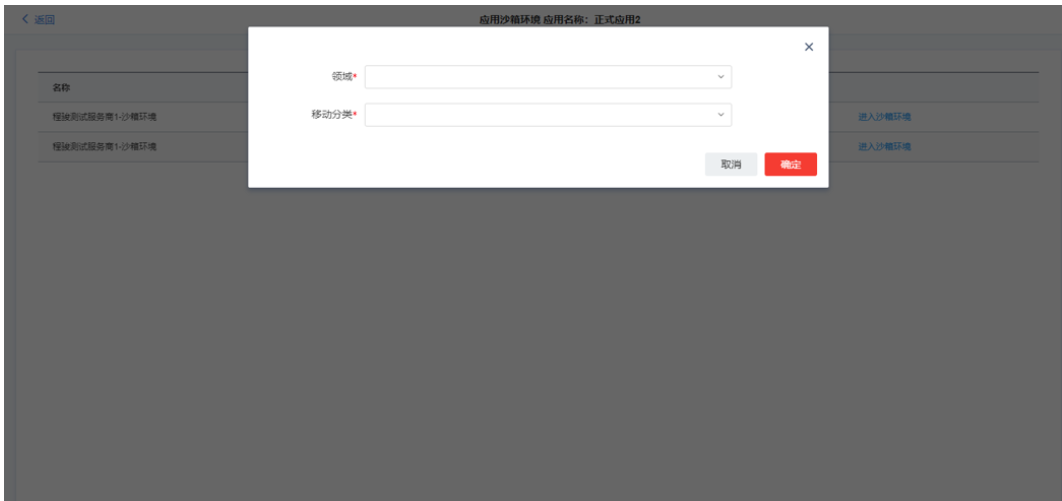 返回
应用沙箱环境 应用名称：正式应用2
领域*
名称
移动分类*
程骏测试服务商1-沙箱环境
进入沙箱环境
程骏测试服务商1-沙箱环境
进入沙箱环境
取消
确定